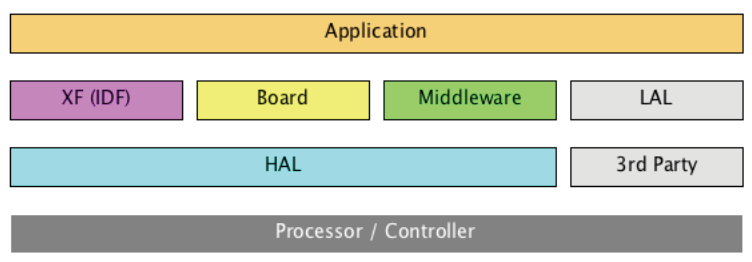 Application
XF (IDF) Board Middleware LAL
HAL 3rd Party
Processor / Controller